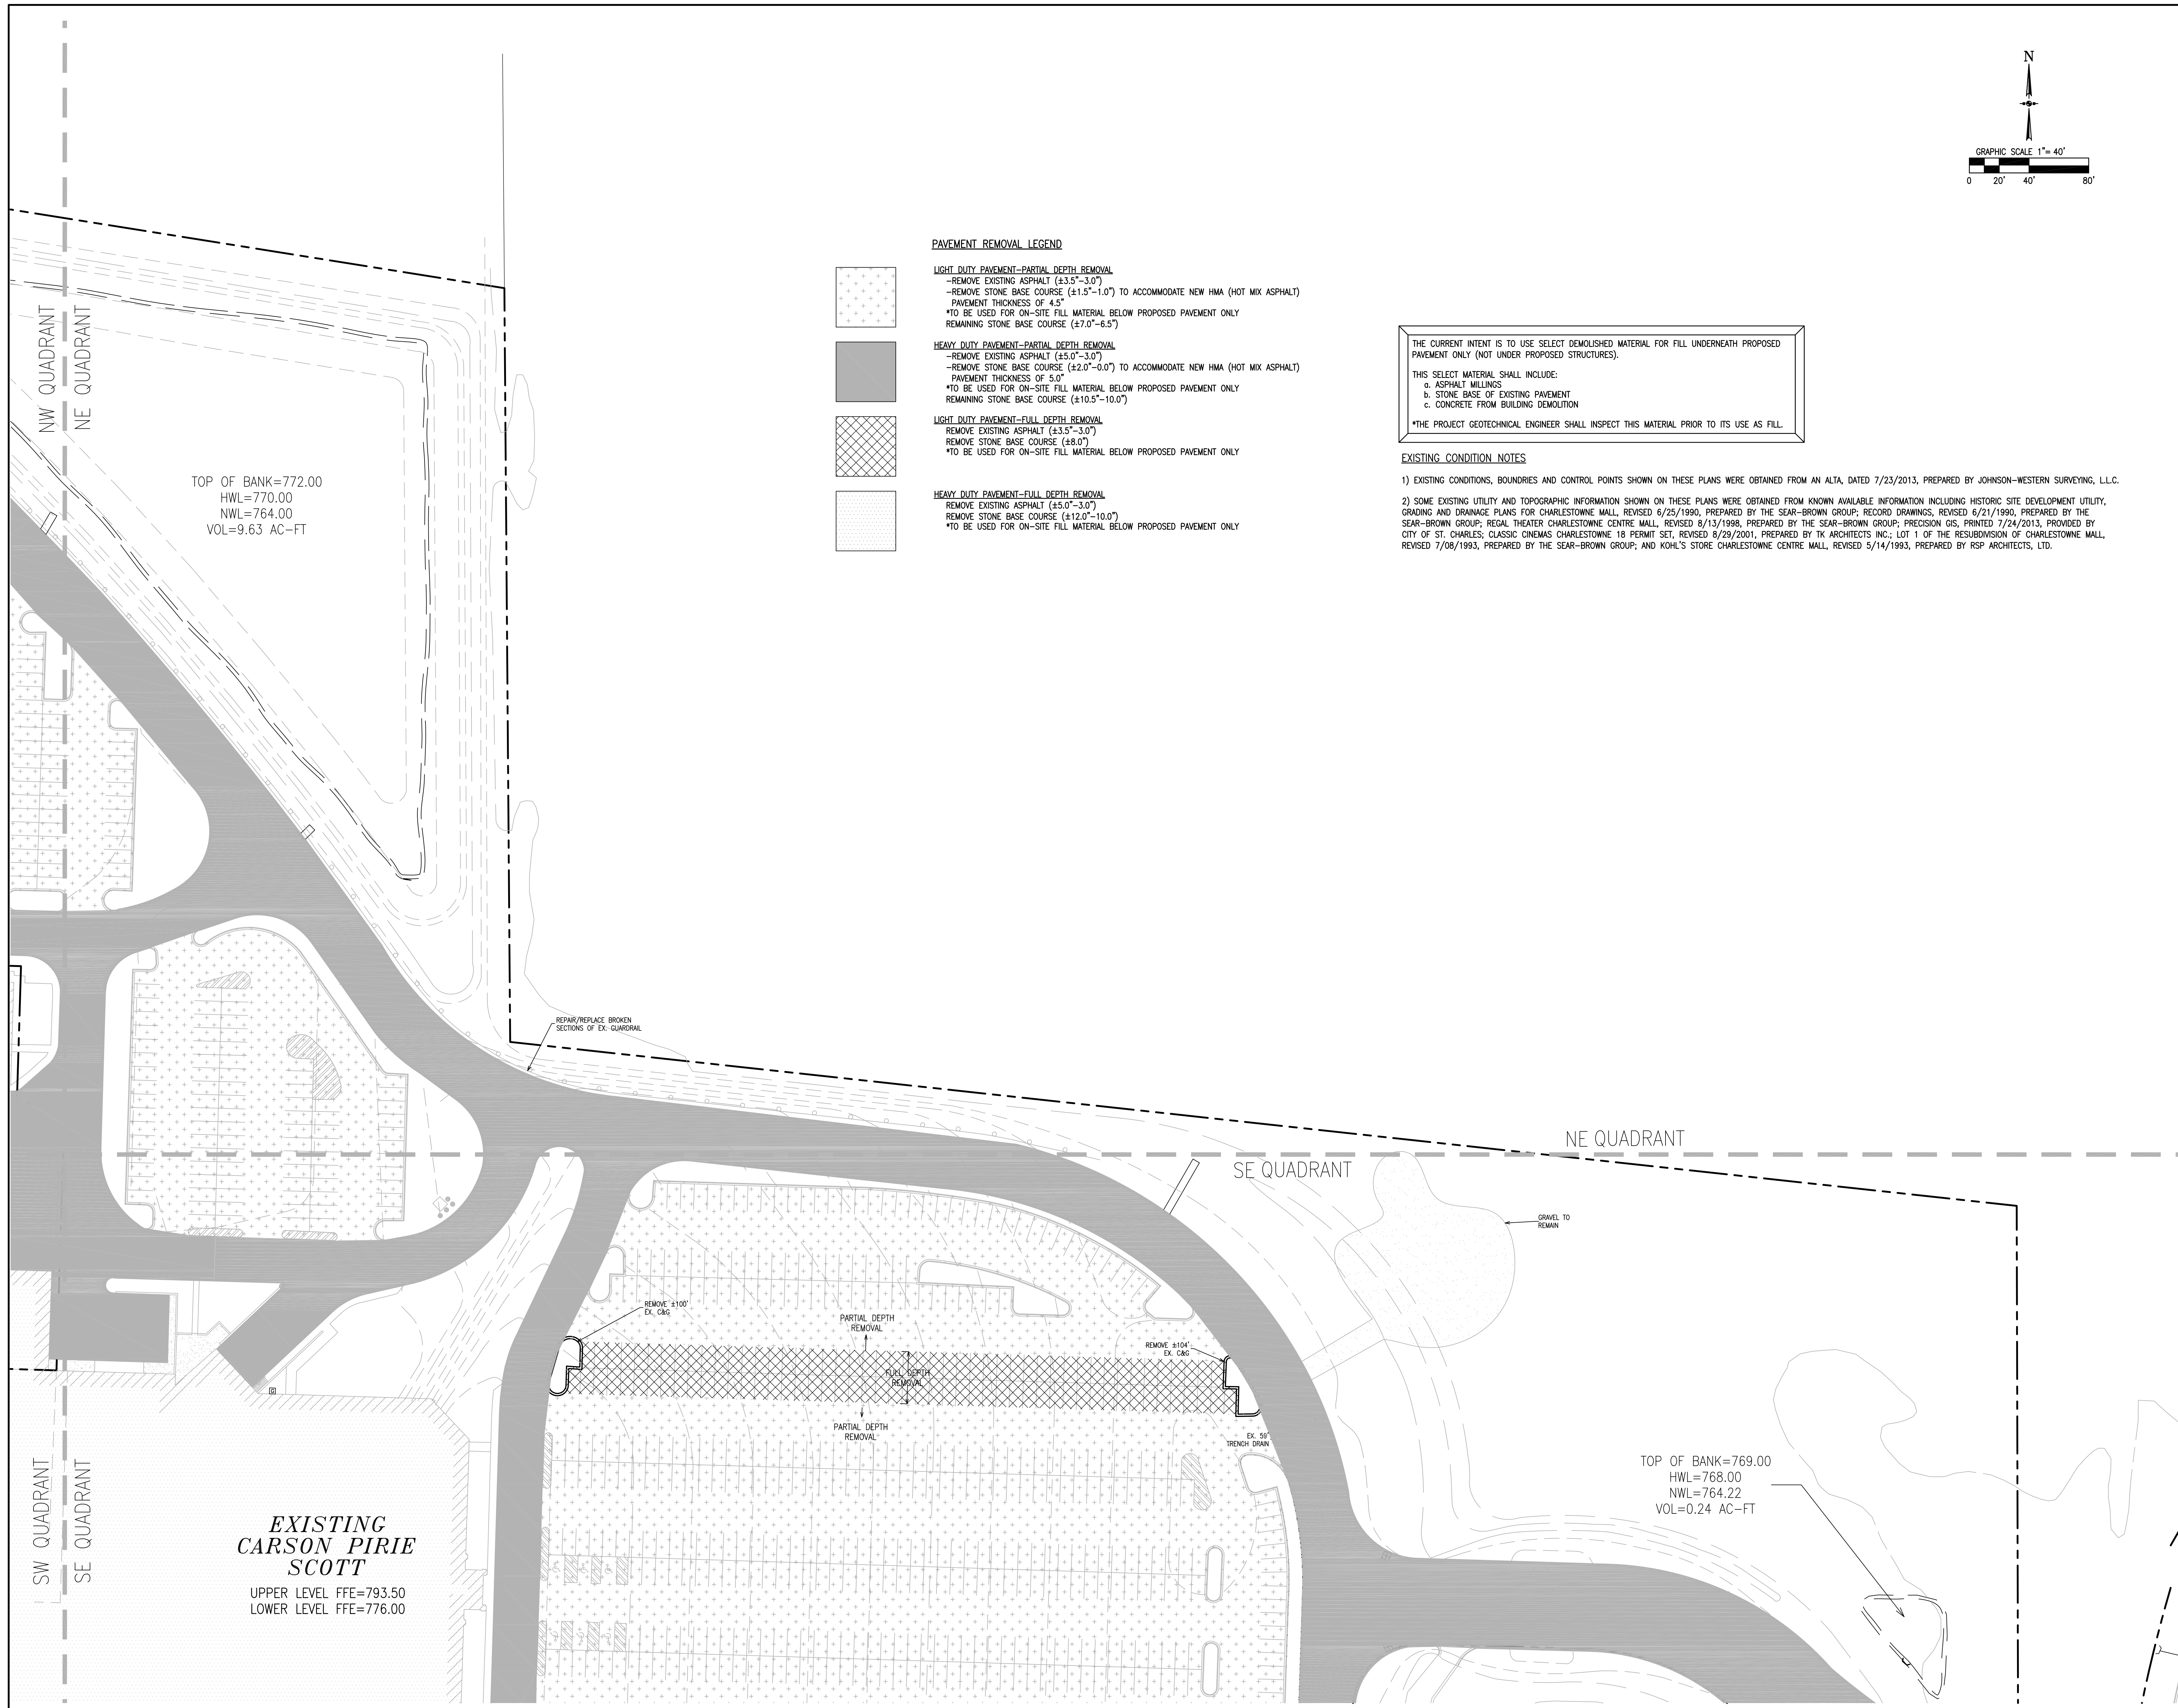 N
GRAPHIC SCALE 1"= 40'
0 20' 40' 80'
PAVEMENT REMOVAL LEGEND
LIGHT DUTY PAVEMENT-PARTIAL DEPTH REMOVAL
-REMOVE EXISTING ASPHALT (±3.5"-3.0")
-REMOVE STONE BASE COURSE (±1.5"-1.0") TO ACCOMMODATE NEW HMA (HOT MIX ASPHALT)
PAVEMENT THICKNESS OF 4.5"
*TO BE USED FOR ON-SITE FILL MATERIAL BELOW PROPOSED PAVEMENT ONLY
REMAINING STONE BASE COURSE (±7.0"-6.5")
HEAVY DUTY PAVEMENT-PARTIAL DEPTH REMOVAL
-REMOVE EXISTING ASPHALT (±5.0"-3.0")
-REMOVE STONE BASE COURSE (±2.0"-0.0") TO ACCOMMODATE NEW HMA (HOT MIX ASPHALT)
PAVEMENT THICKNESS OF 5.0"
*TO BE USED FOR ON-SITE FILL MATERIAL BELOW PROPOSED PAVEMENT ONLY
REMAINING STONE BASE COURSE (±10.5"-10.0")
LIGHT DUTY PAVEMENT-FULL DEPTH REMOVAL
REMOVE EXISTING ASPHALT (±3.5"-3.0")
REMOVE STONE BASE COURSE (±8.0")
*TO BE USED FOR ON-SITE FILL MATERIAL BELOW PROPOSED PAVEMENT ONLY
HEAVY DUTY PAVEMENT-FULL DEPTH REMOVAL
REMOVE EXISTING ASPHALT (±5.0"-3.0")
REMOVE STONE BASE COURSE (±12.0"-10.0")
*TO BE USED FOR ON-SITE FILL MATERIAL BELOW PROPOSED PAVEMENT ONLY
THE CURRENT INTENT IS TO USE SELECT DEMOLISHED MATERIAL FOR FILL UNDERNEATH PROPOSED
PAVEMENT ONLY (NOT UNDER PROPOSED STRUCTURES).
THIS SELECT MATERIAL SHALL INCLUDE:
a. ASPHALT MILLINGS
b. STONE BASE OF EXISTING PAVEMENT
c. CONCRETE FROM BUILDING DEMOLITION
*THE PROJECT GEOTECHNICAL ENGINEER SHALL INSPECT THIS MATERIAL PRIOR TO ITS USE AS FILL.
EXISTING CONDITION NOTES
1) EXISTING CONDITIONS, BOUNDRIES AND CONTROL POINTS SHOWN ON THESE PLANS WERE OBTAINED FROM AN ALTA, DATED 7/23/2013, PREPARED BY JOHNSON-WESTERN SURVEYING, L.L.C.
2) SOME EXISTING UTILITY AND TOPOGRAPHIC INFORMATION SHOWN ON THESE PLANS WERE OBTAINED FROM KNOWN AVAILABLE INFORMATION INCLUDING HISTORIC SITE DEVELOPMENT UTILITY,
GRADING AND DRAINAGE PLANS FOR CHARLESTOWNE MALL, REVISED 6/25/1990, PREPARED BY THE SEAR-BROWN GROUP; RECORD DRAWINGS, REVISED 6/21/1990, PREPARED BY THE
SEAR-BROWN GROUP; REGAL THEATER CHARLESTOWNE CENTRE MALL, REVISED 8/13/1998, PREPARED BY THE SEAR-BROWN GROUP; PRECISION GIS, PRINTED 7/24/2013, PROVIDED BY
CITY OF ST. CHARLES; CLASSIC CINEMAS CHARLESTOWNE 18 PERMIT SET, REVISED 8/29/2001, PREPARED BY TK ARCHITECTS INC.; LOT 1 OF THE RESUBDIVISION OF CHARLESTOWNE MALL,
REVISED 7/08/1993, PREPARED BY THE SEAR-BROWN GROUP; AND KOHL'S STORE CHARLESTOWNE CENTRE MALL, REVISED 5/14/1993, PREPARED BY RSP ARCHITECTS, LTD.
NW QUADRANT
NE QUADRANT
TOP OF BANK=772.00
HWL=770.00
NWL=764.00
VOL=9.63 AC-FT
REPAIR/REPLACE BROKEN
SECTIONS OF EX. GUARDRAIL
NE QUADRANT
SE QUADRANT
GRAVEL TO
REMAIN
REMOVE ±100'
EX. C&G
PARTIAL DEPTH
REMOVAL
REMOVE ±104'
EX. C&G
FULL DEPTH
REMOVAL
PARTIAL DEPTH
REMOVAL
EX. 59'
TRENCH DRAIN
TOP OF BANK=769.00
HWL=768.00
NWL=764.22
VOL=0.24 AC-FT
SW QUADRANT
SE QUADRANT
EXISTING
CARSON PIRIE
SCOTT
UPPER LEVEL FFE=793.50
LOWER LEVEL FFE=776.00